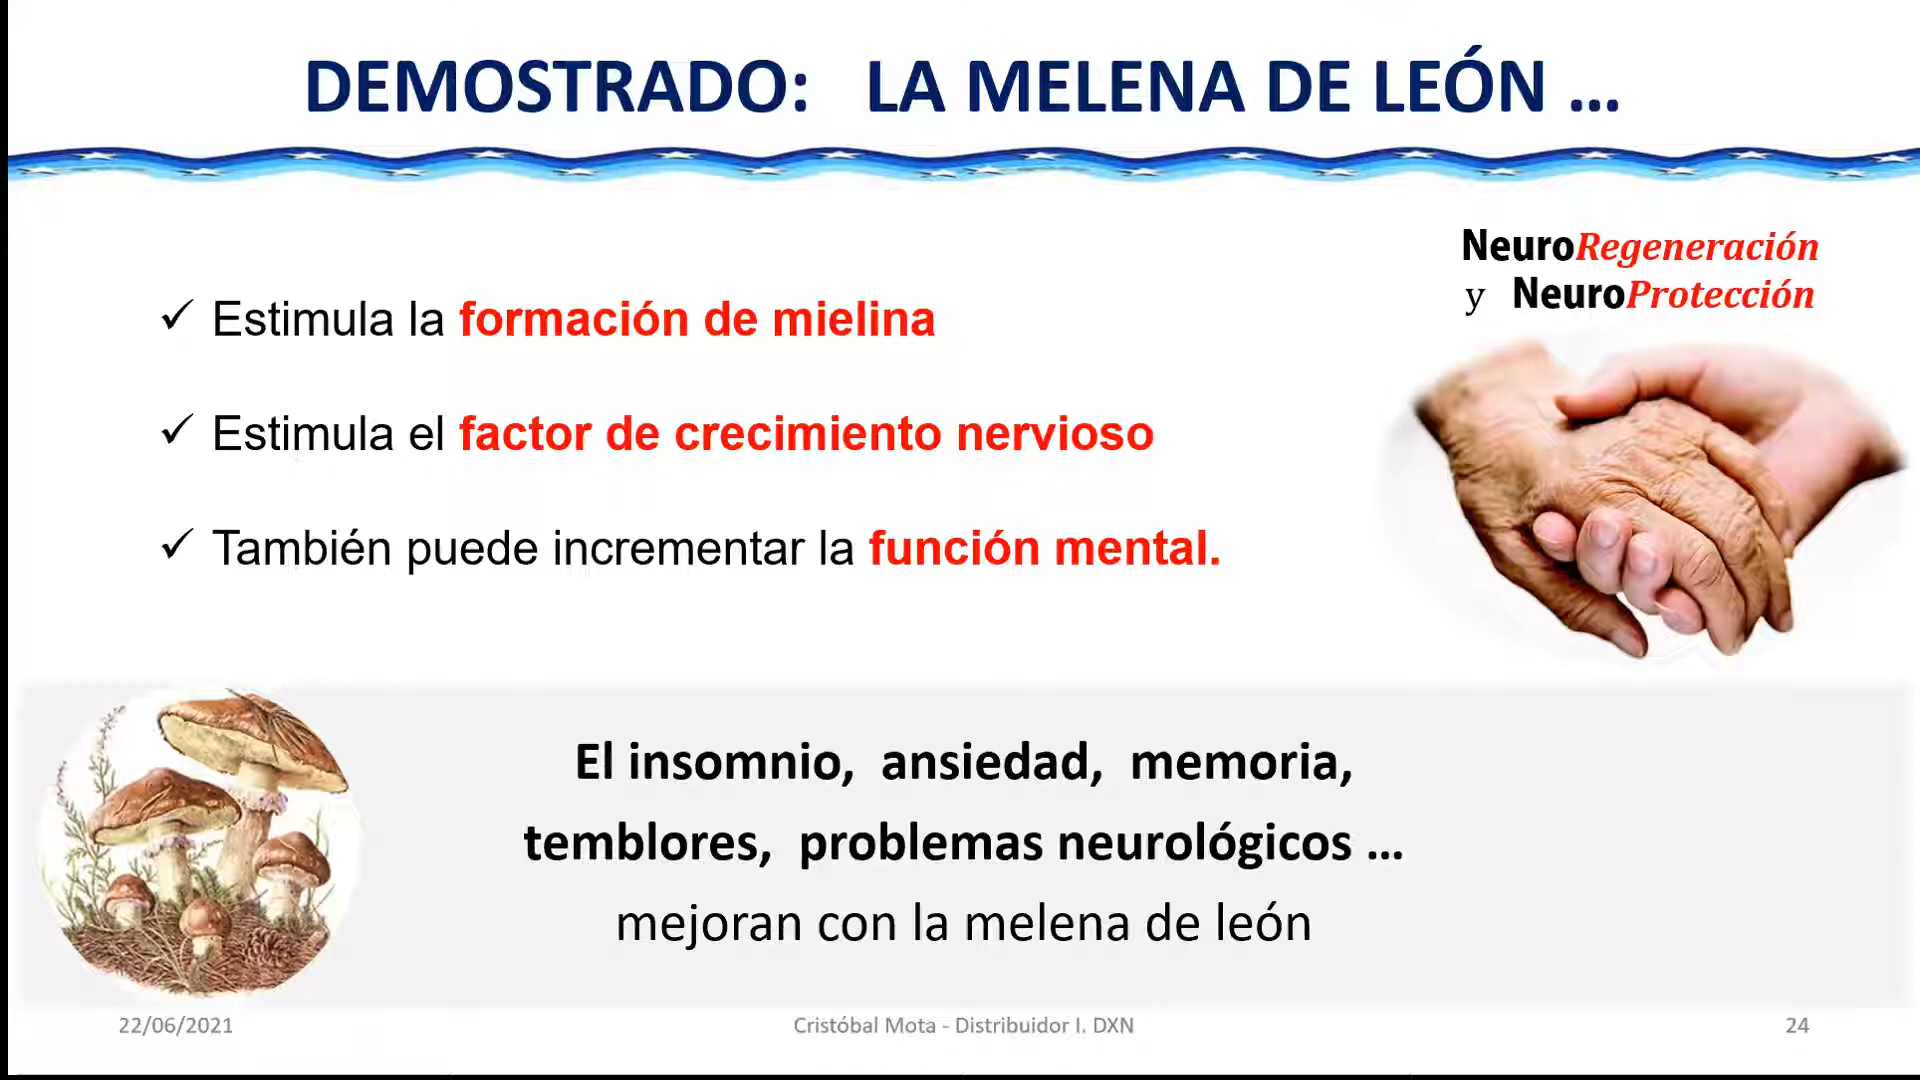 DEMOSTRADO: LA MELENA DE LEÓN ...
NeuroRegeneración
y NeuroProtección
✓ Estimula la formación de mielina
✓ Estimula el factor de crecimiento nervioso
✓ También puede incrementar la función mental.
El insomnio, ansiedad, memoria,
temblores, problemas neurológicos ...
mejoran con la melena de león
22/06/2021
Cristóbal Mota - Distribuidor I. DXN
24